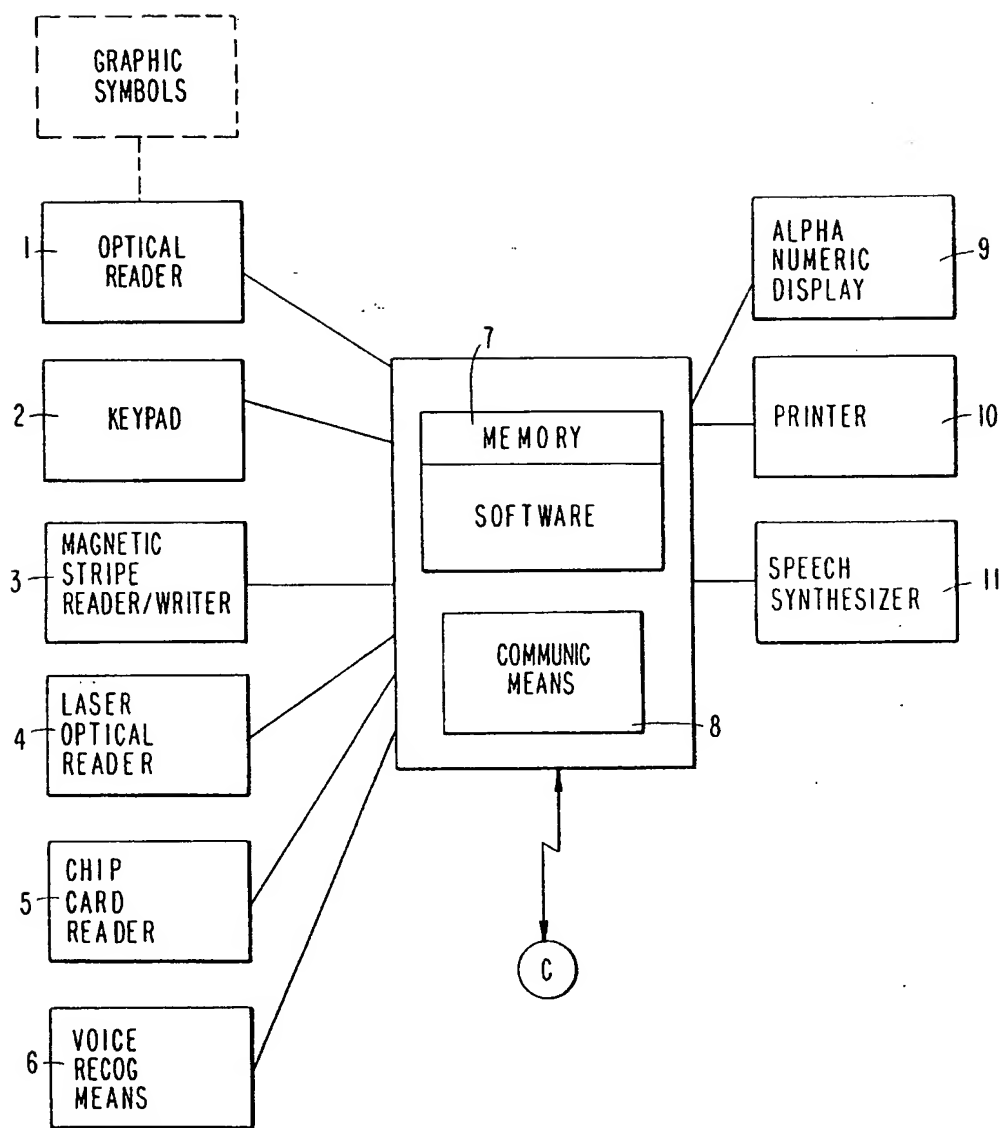 GRAPHIC
SYMBOLS
1
OPTICAL
READER
2
KEYPAD
3
MAGNETIC
STRIPE
READER/WRITER
4
LASER
OPTICAL
READER
5
CHIP
CARD
READER
6
VOICE
RECOG
MEANS
7
MEMORY
SOFTWARE
COMMUNIC
MEANS
8
C
ALPHA
NUMERIC
DISPLAY
9
PRINTER
10
SPEECH
SYNTHESIZER
11